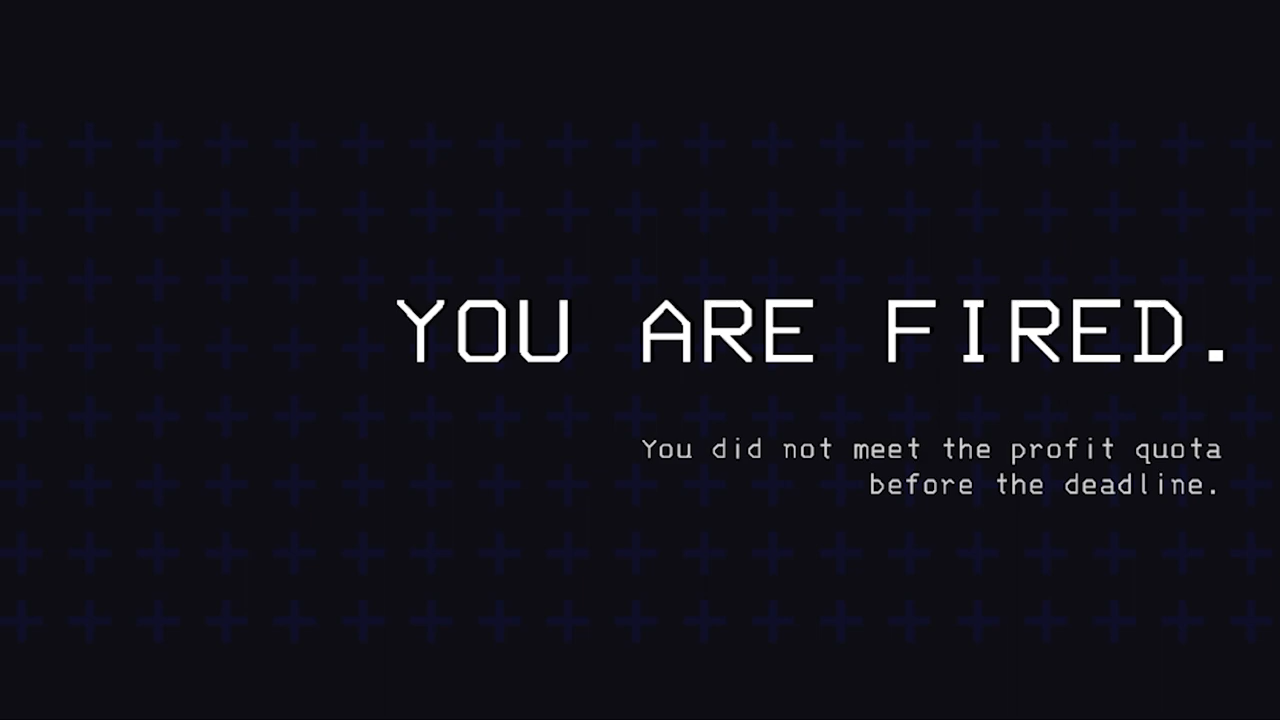 YOU ARE FIRED.
You did not meet the profit quota
before the deadline.